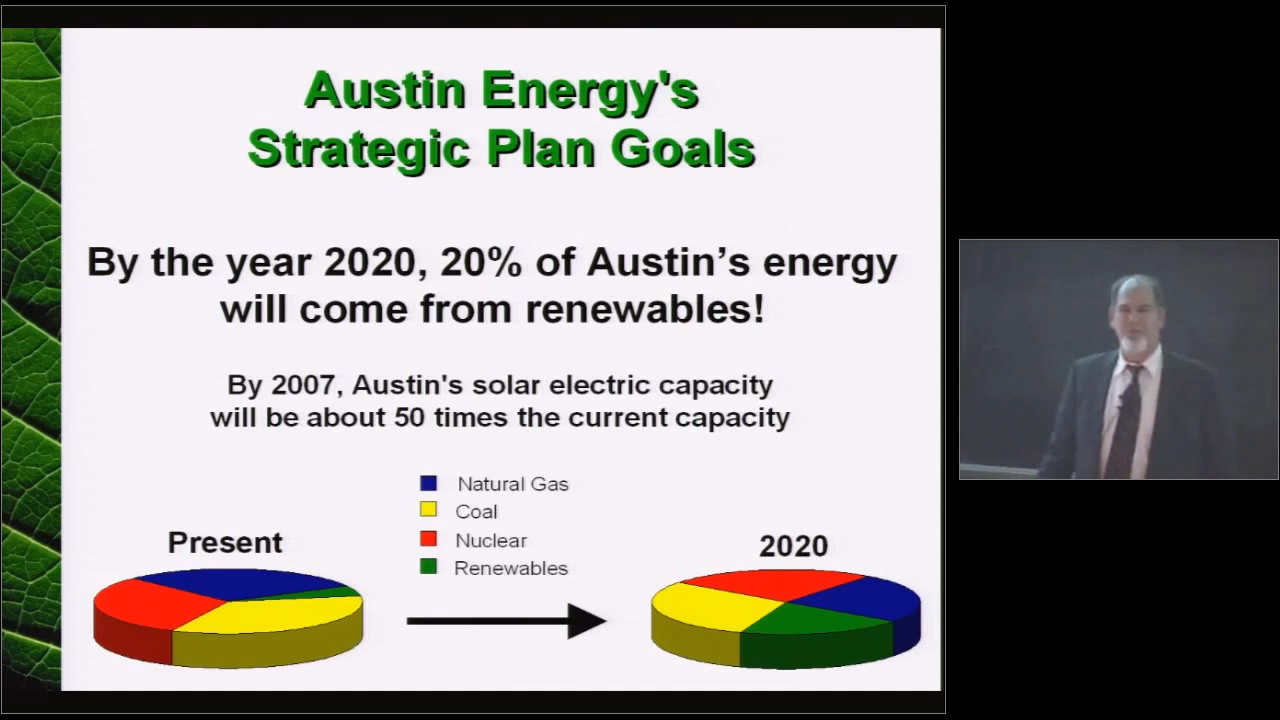 Austin Energy's
Strategic Plan Goals
By the year 2020, 20% of Austin’s energy
will come from renewables!
By 2007, Austin's solar electric capacity
will be about 50 times the current capacity
Natural Gas
Coal
Nuclear
Renewables
Present
2020